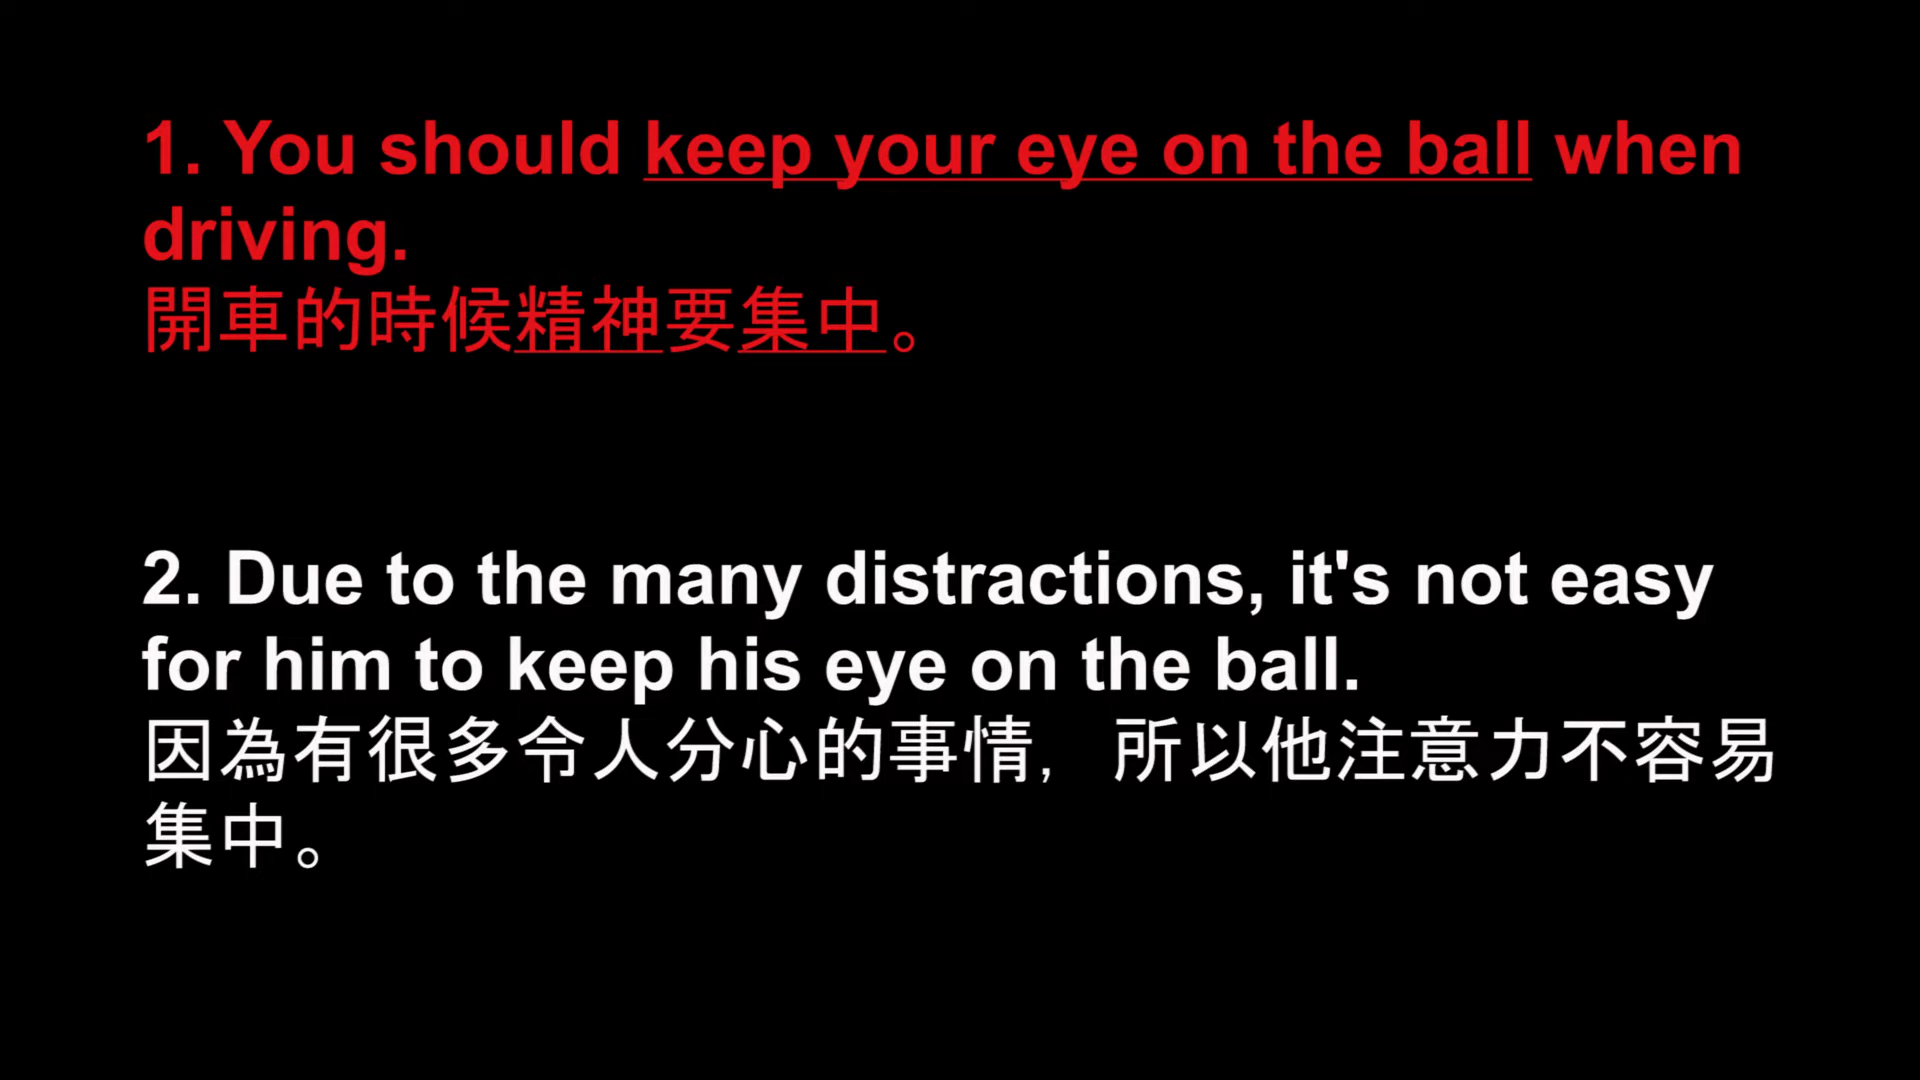 1. You should keep your eye on the ball when
driving.
開車的時候精神要集中。
2. Due to the many distractions, it's not easy
for him to keep his eye on the ball.
因為有很多令人分心的事情，所以他注意力不容易
集中。